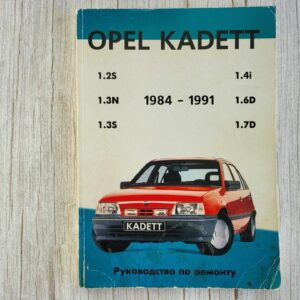 OPEL KADETT
1.2S 1.4i
1.3N 1984 - 1991 1.6D
1.3S 1.7D
KADETT
Руководство по ремонту